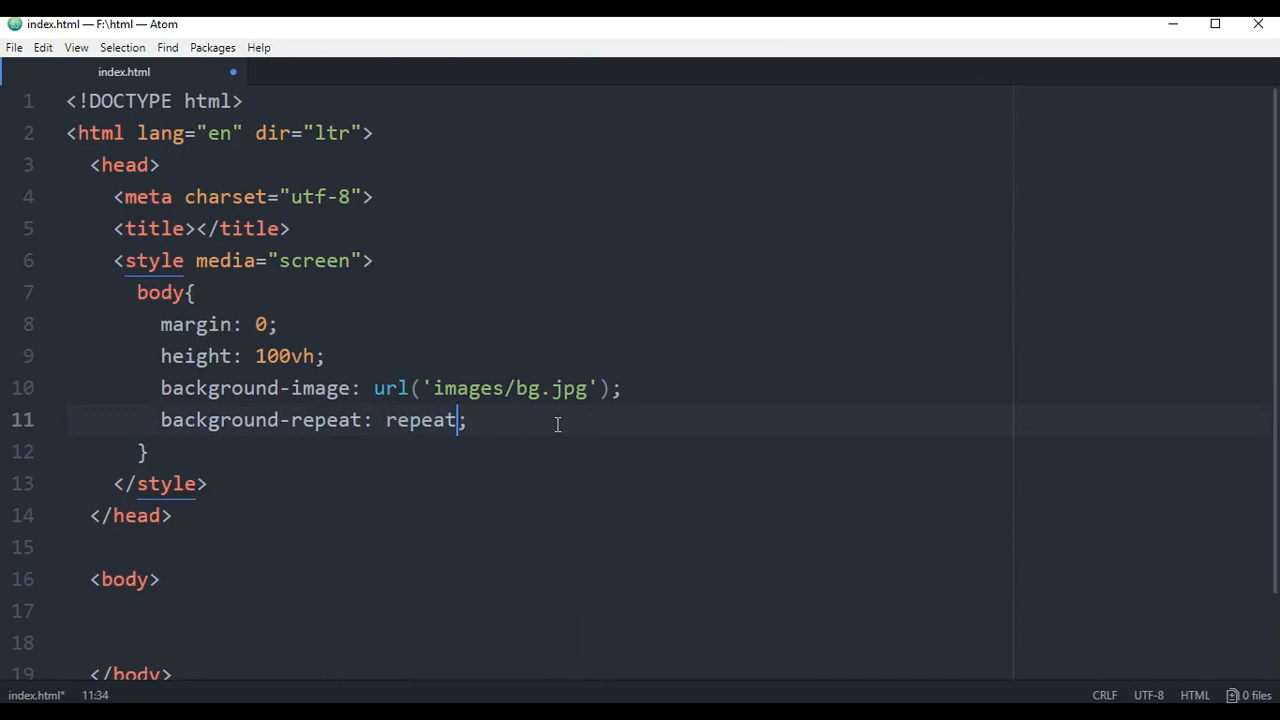 index.html — F:\html — Atom
File Edit View Selection Find Packages Help
index.html
1 <!DOCTYPE html>
2 <html lang="en" dir="ltr">
3 <head>
4 <meta charset="utf-8">
5 <title></title>
6 <style media="screen">
7 body{
8 margin: 0;
9 height: 100vh;
10 background-image: url('images/bg.jpg');
11 background-repeat: repeat;
12 }
13 </style>
14 </head>
15
16 <body>
17
18
19 </body>
index.html* 11:34 CRLF UTF-8 HTML 0 files